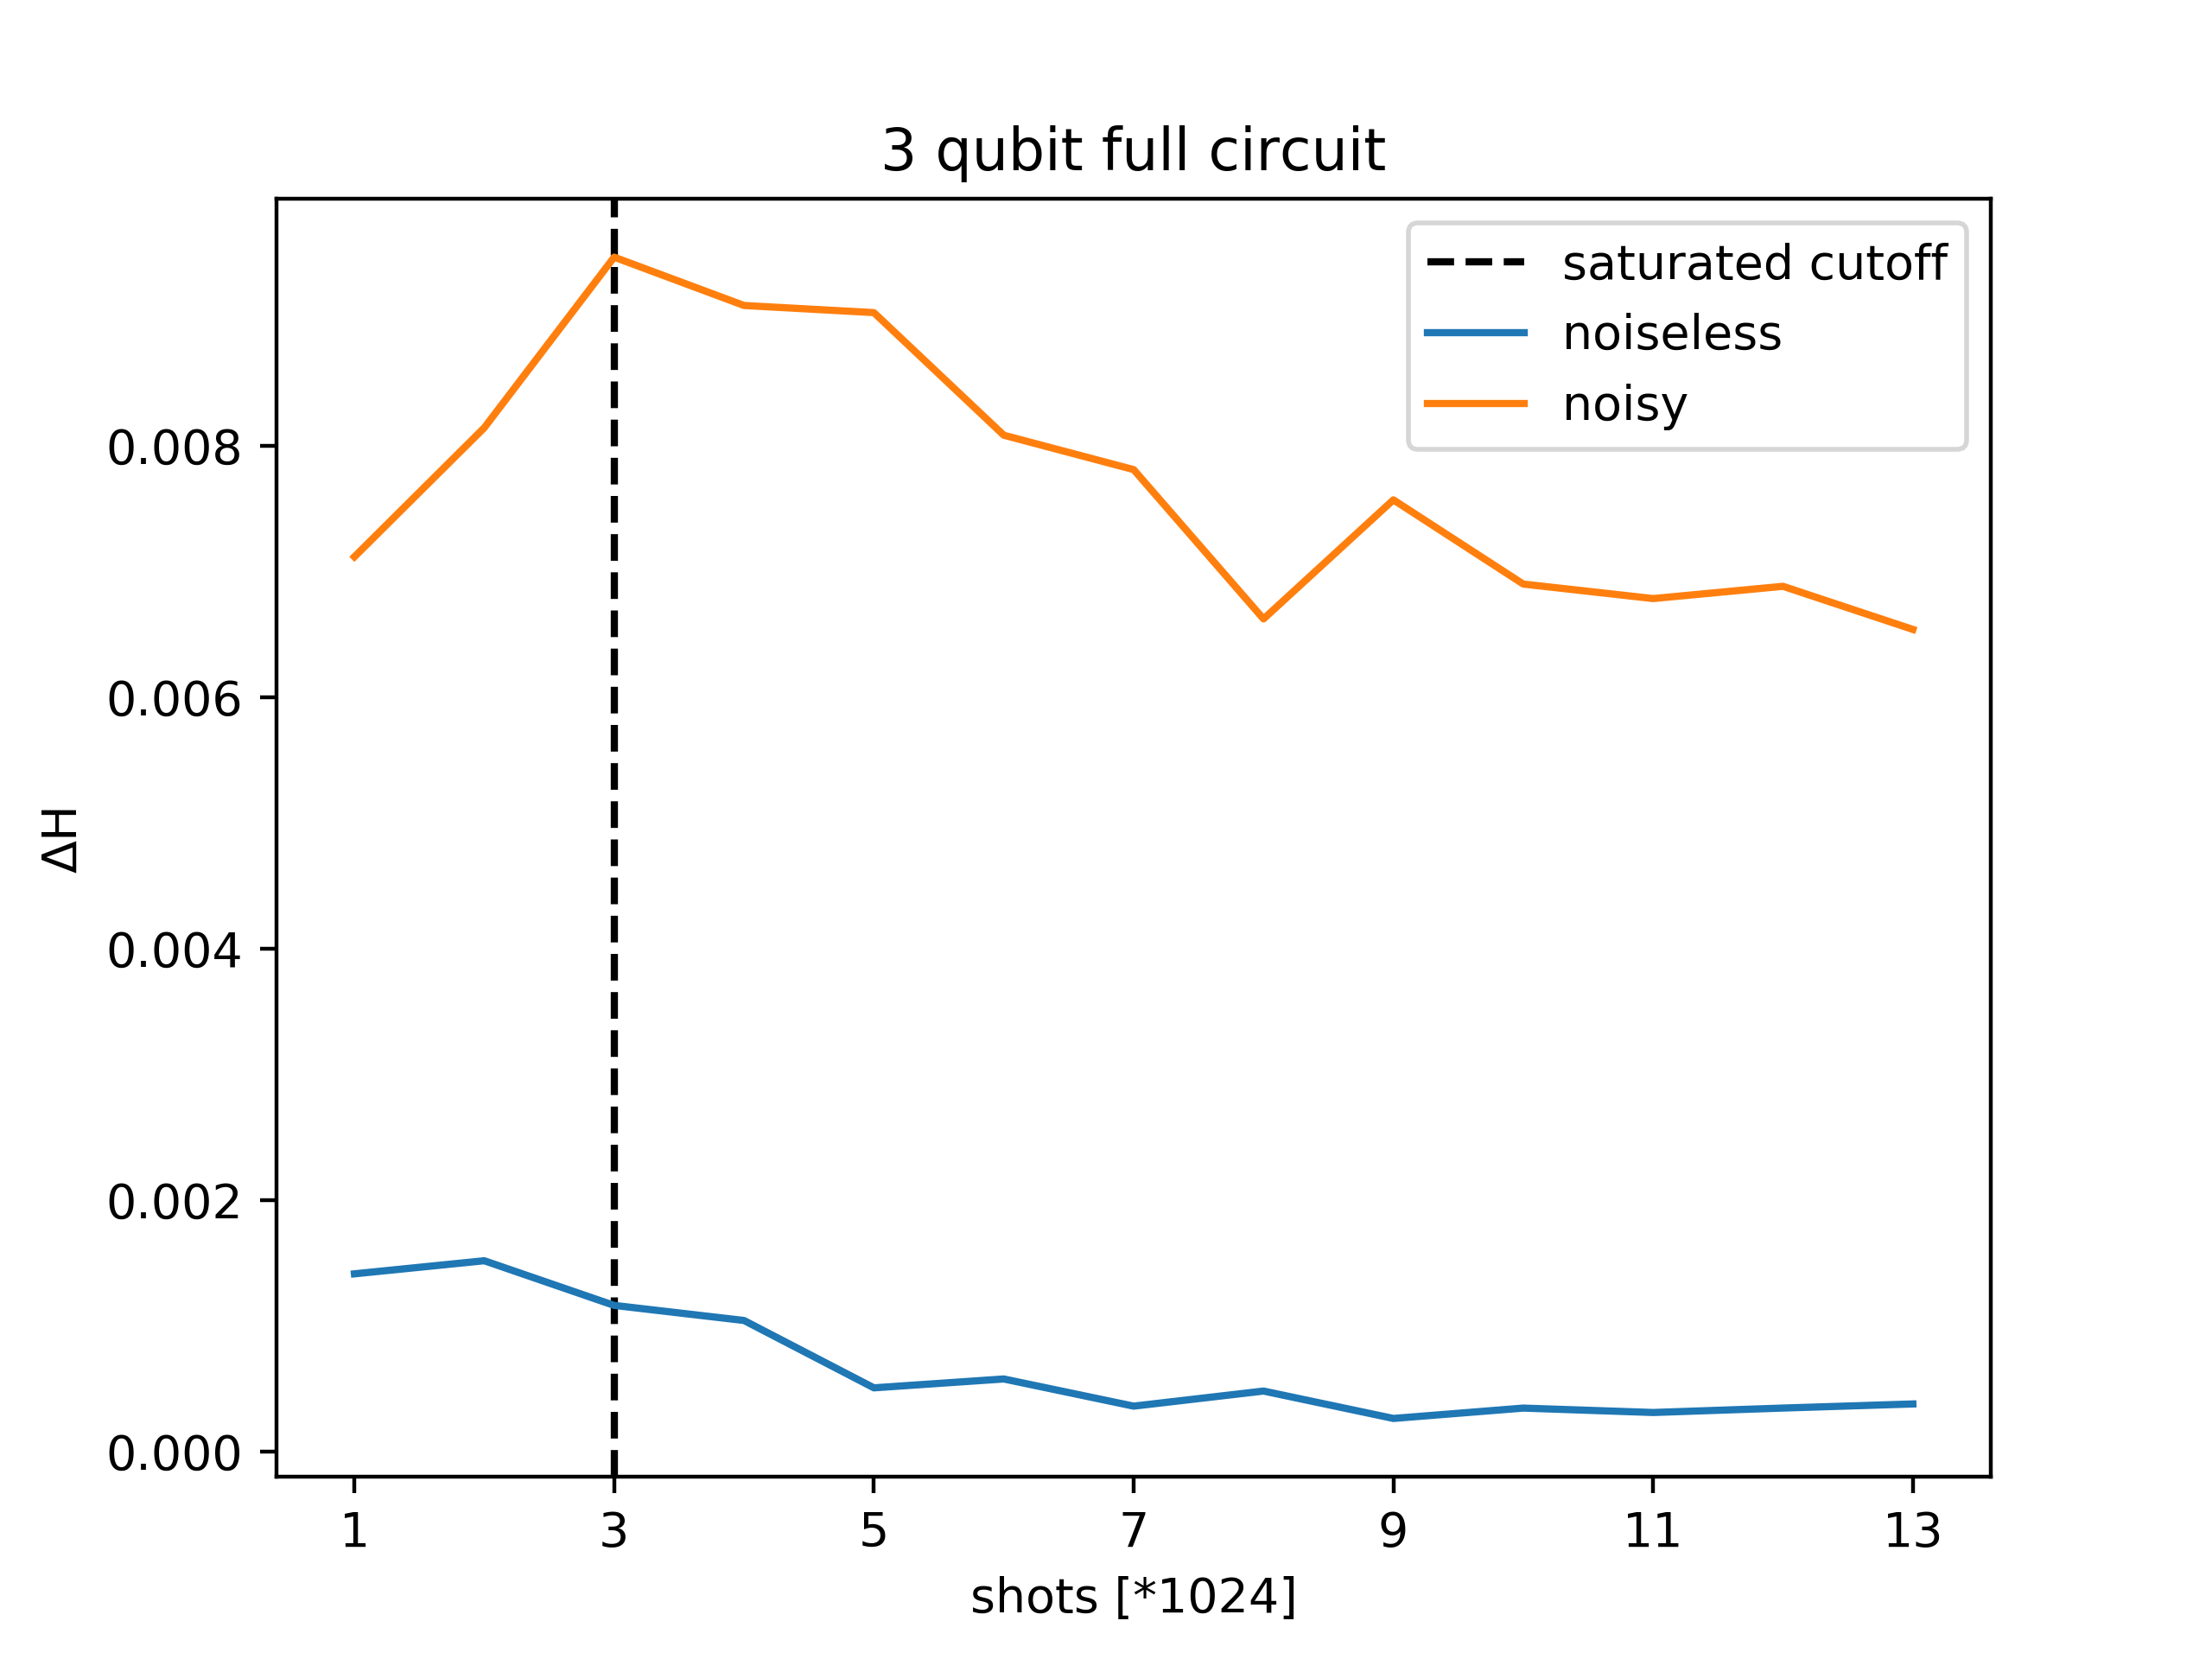 3 qubit full circuit
saturated cutoff
noiseless
noisy
0.008
0.006
0.004
0.002
0.000
ΔH
1 3 5 7 9 11 13
shots [*1024]